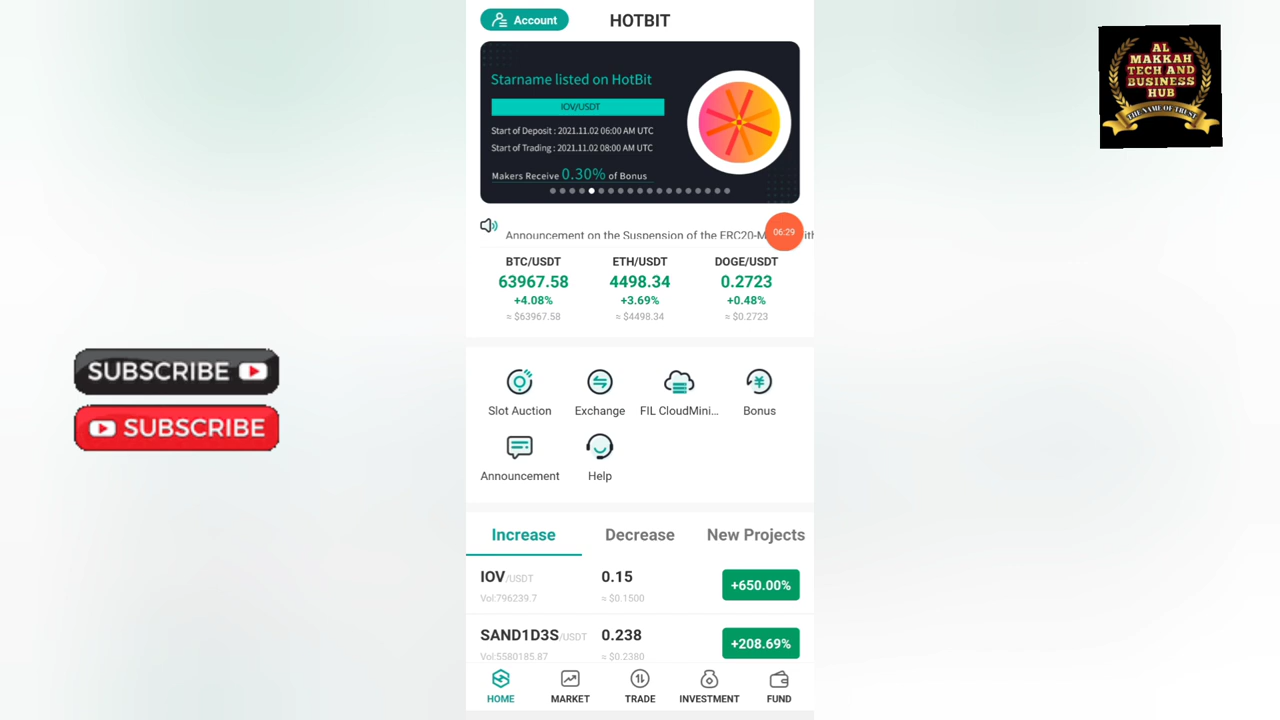 Account
HOTBIT
Starname listed on HotBit
IOV/USDT
Start of Deposit : 2021.11.02 06:00 AM UTC
Start of Trading : 2021.11.02 08:00 AM UTC
Makers Receive 0.30% of Bonus
AL
MAKKAH
TECH AND
BUSINESS
HUB
THE NAME OF TRUST
Announcement on the Suspension of the ERC20-M
06:29
BTC/USDT ETH/USDT DOGE/USDT
63967.58 4498.34 0.2723
+4.08% +3.69% +0.48%
≈ $63967.58 ≈ $4498.34 ≈ $0.2723
SUBSCRIBE
SUBSCRIBE
Slot Auction Exchange FIL CloudMini... Bonus
Announcement Help
Increase Decrease New Projects
IOV/USDT 0.15 +650.00%
Vol:796239.7 ≈ $0.1500
SAND1D3S/USDT 0.238 +208.69%
Vol:5580185.87 ≈ $0.2380
HOME MARKET TRADE INVESTMENT FUND